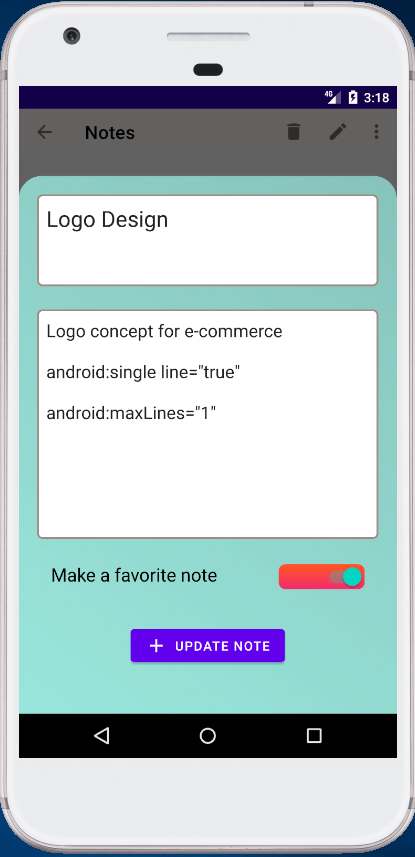 4G 3:18
Notes
Logo Design
Logo concept for e-commerce
android:single line="true"
android:maxLines="1"
Make a favorite note
UPDATE NOTE